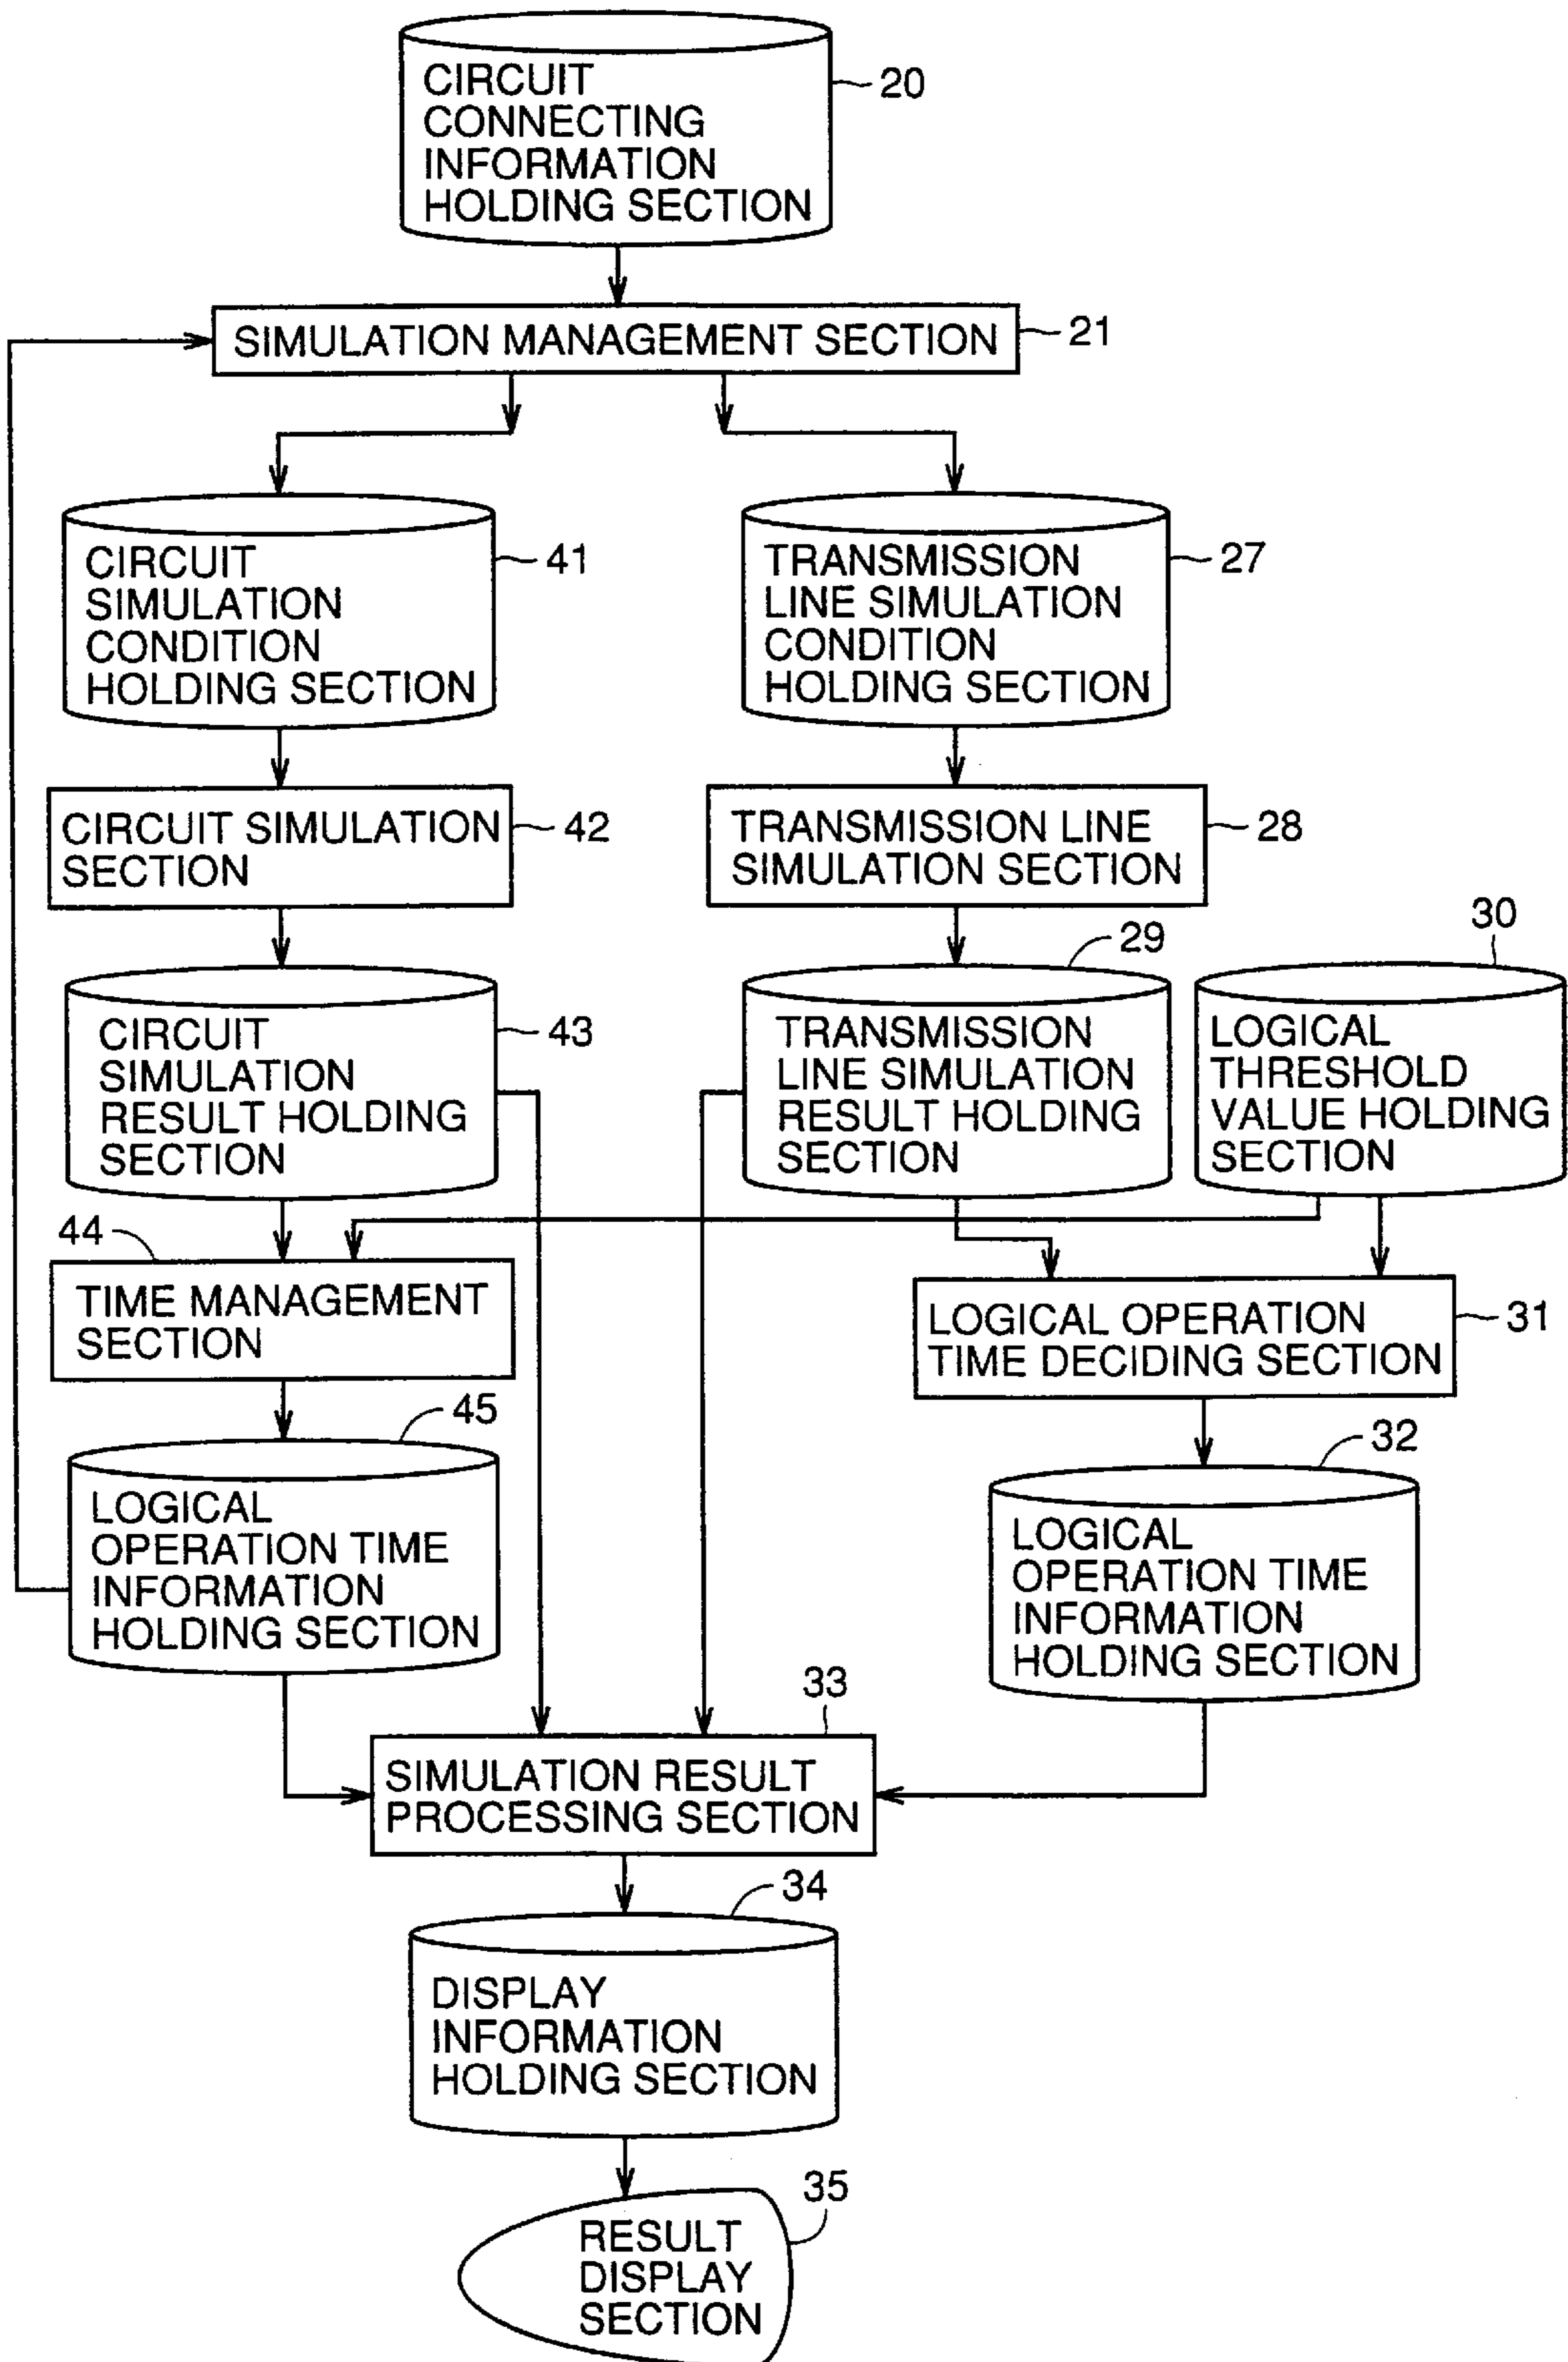 CIRCUIT
CONNECTING
INFORMATION
HOLDING SECTION
20
SIMULATION MANAGEMENT SECTION
21
CIRCUIT
SIMULATION
CONDITION
HOLDING SECTION
41
TRANSMISSION
LINE SIMULATION
CONDITION
HOLDING SECTION
27
CIRCUIT SIMULATION
SECTION
42
TRANSMISSION LINE
SIMULATION SECTION
28
CIRCUIT
SIMULATION
RESULT HOLDING
SECTION
43
29
TRANSMISSION
LINE SIMULATION
RESULT HOLDING
SECTION
30
LOGICAL
THRESHOLD
VALUE HOLDING
SECTION
44
TIME MANAGEMENT
SECTION
LOGICAL OPERATION
TIME DECIDING SECTION
31
45
LOGICAL
OPERATION TIME
INFORMATION
HOLDING SECTION
32
LOGICAL
OPERATION TIME
INFORMATION
HOLDING SECTION
33
SIMULATION RESULT
PROCESSING SECTION
34
DISPLAY
INFORMATION
HOLDING SECTION
35
RESULT
DISPLAY
SECTION